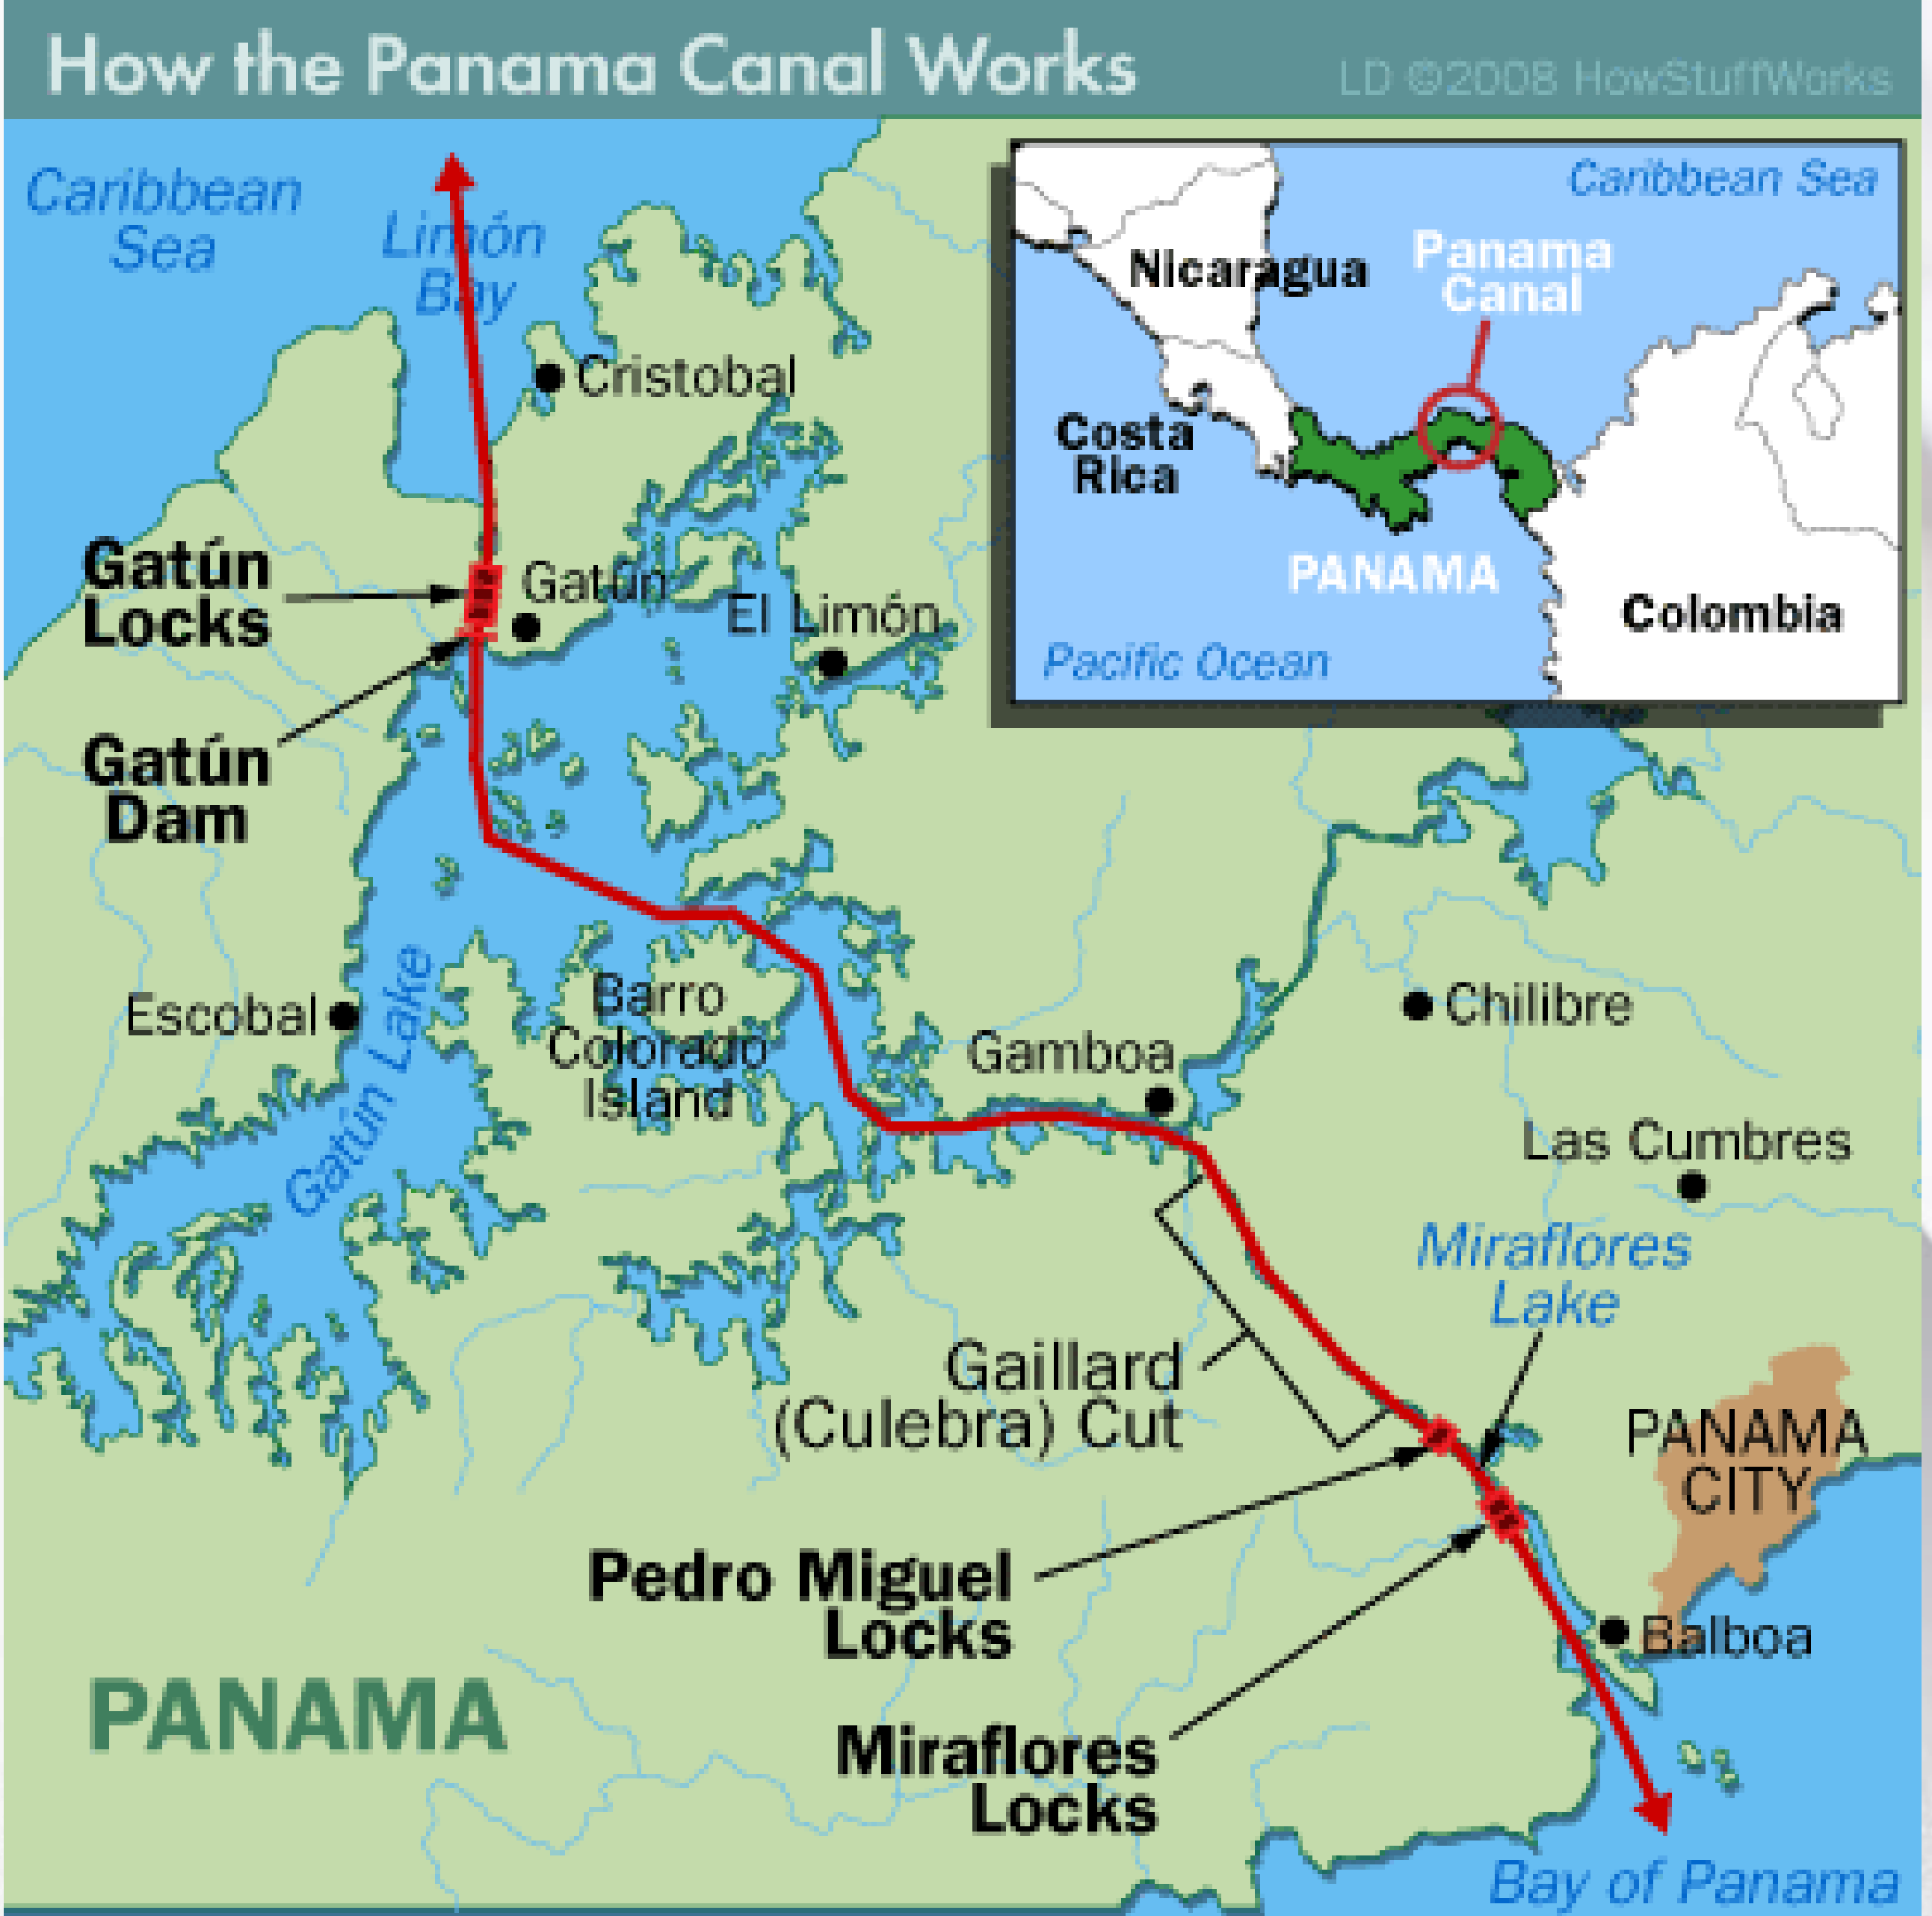 How the Panama Canal Works
LD ©2008 HowStuffWorks
Caribbean
Sea
Limón
Bay
Cristobal
Gatún
Locks
Gatún
El Limón
Gatún
Dam
Caribbean Sea
Nicaragua
Panama
Canal
Costa
Rica
PANAMA
Colombia
Pacific Ocean
Escobal
Gatún Lake
Barro
Colorado
Island
Gamboa
Chilibre
Las Cumbres
Miraflores
Lake
Gaillard
(Culebra) Cut
PANAMA
CITY
Pedro Miguel
Locks
Balboa
PANAMA
Miraflores
Locks
Bay of Panama